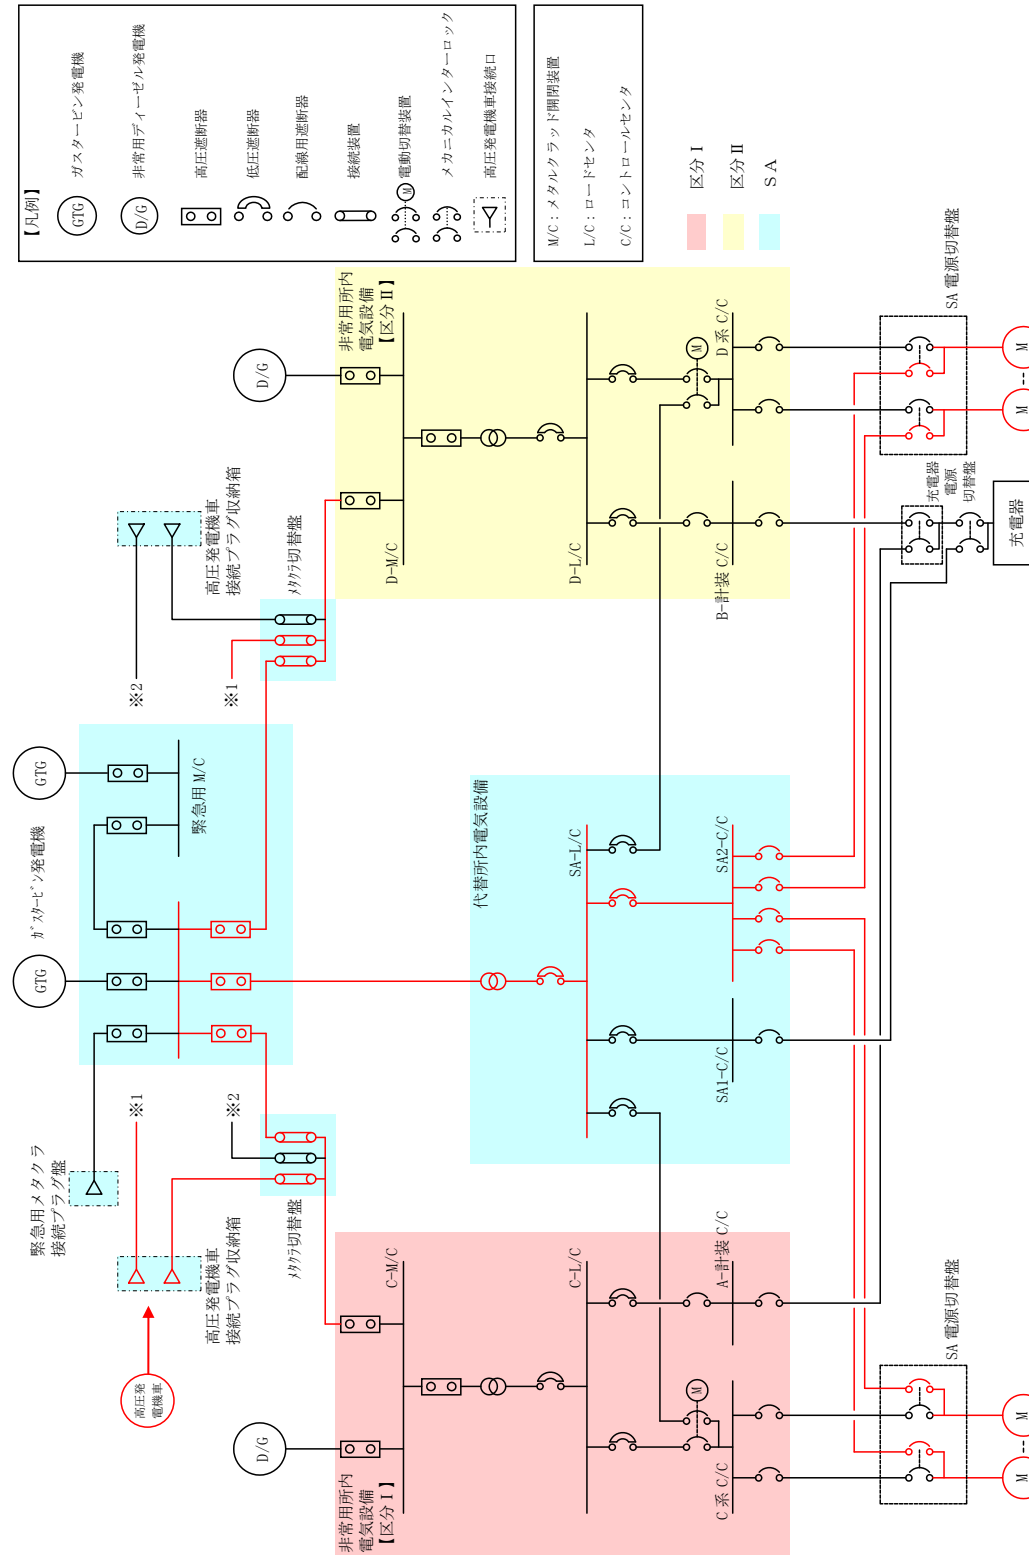 【凡例】
GTG
ガスタービン発電機
D/G
非常用ディーゼル発電機
高圧遮断器
低圧遮断器
配線用遮断器
接続装置
M
電動切替装置
メカニカルインターロック
高圧発電機車接続口
M/C：メタルクラッド開閉装置
L/C：ロードセンタ
C/C：コントロールセンタ
区分Ⅰ
区分Ⅱ
ＳＡ
緊急用メタクラ
接続プラグ盤
高圧発
電機車
高圧発電機車
接続プラグ収納箱
※1
※2
メタクラ切替盤
GTG
ガスタービン発電機
GTG
緊急用 M/C
※2
※1
高圧発電機車
接続プラグ収納箱
メタクラ切替盤
D/G
D/G
非常用所内
電気設備
【区分Ⅰ】
C-M/C
C-L/C
M
C 系 C/C
A-計装 C/C
代替所内電気設備
SA-L/C
SA1-C/C
SA2-C/C
非常用所内
電気設備
【区分Ⅱ】
D-M/C
D-L/C
M
B-計装 C/C
D 系 C/C
SA 電源切替盤
M
M
充電器
電源
切替盤
充電器
SA 電源切替盤
M
M